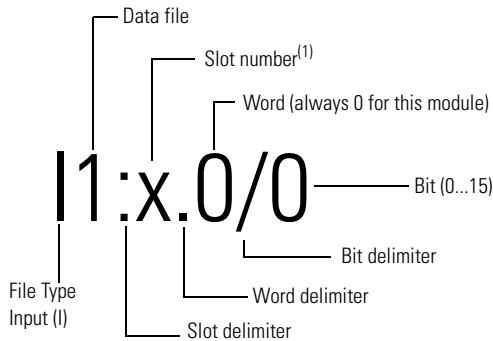 Data file
Slot number(1)
Word (always 0 for this module)
I1:x.0/0
Bit (0...15)
Bit delimiter
File Type
Input (I)
Word delimiter
Slot delimiter